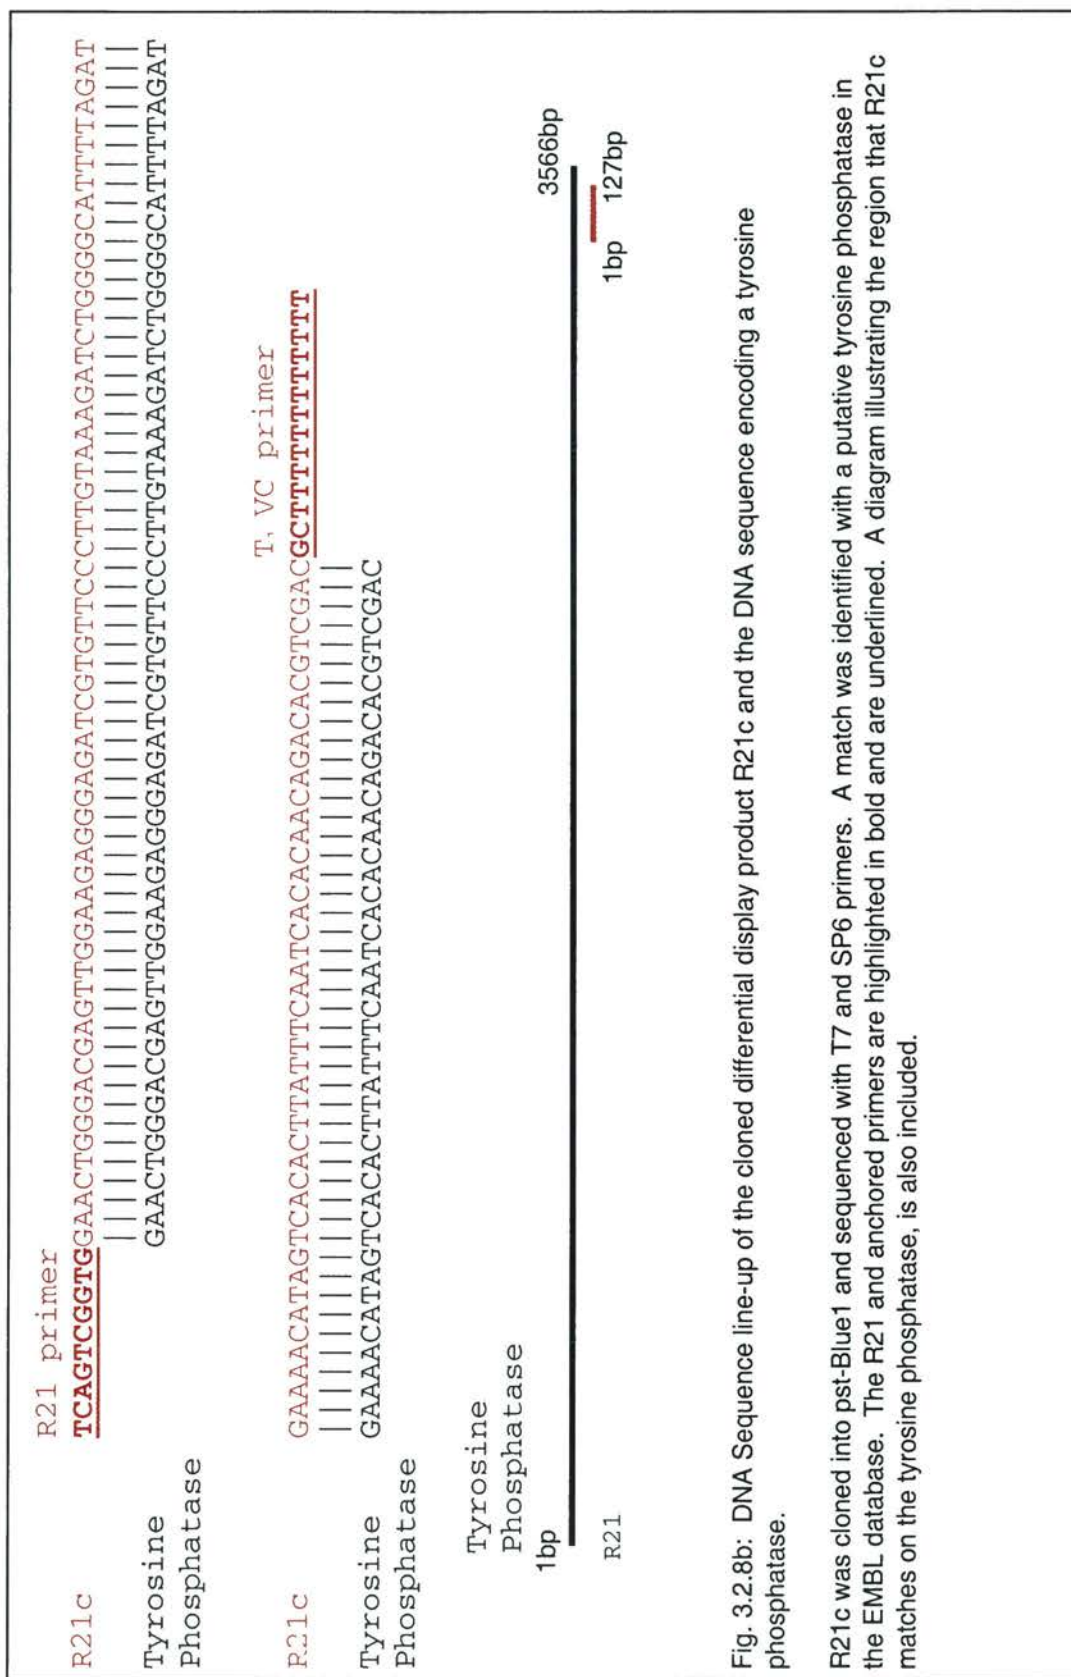 R21 primer
R21c TCAGTCGGTGGAACTGGGACGAGTTGGAAGAGGGAGATCGTGTTCCCTTGTAAAGATCTGGGGCATTTTAGAT
Tyrosine GAACTGGGACGAGTTGGAAGAGGGAGATCGTGTTCCCTTGTAAAGATCTGGGGCATTTTAGAT
Phosphatase
T, VC primer
R21c GAAAACATAGTCACACTTATTTCAATCACACAACAGACACGTCGACGCTTTTTTTTTTTT
Tyrosine GAAAACATAGTCACACTTATTTCAATCACACAACAGACACGTCGAC
Phosphatase
Tyrosine
Phosphatase
1bp 3566bp
R21 1bp 127bp
Fig. 3.2.8b: DNA Sequence line-up of the cloned differential display product R21c and the DNA sequence encoding a tyrosine
phosphatase.
R21c was cloned into pst-Blue1 and sequenced with T7 and SP6 primers. A match was identified with a putative tyrosine phosphatase in
the EMBL database. The R21 and anchored primers are highlighted in bold and are underlined. A diagram illustrating the region that R21c
matches on the tyrosine phosphatase, is also included.